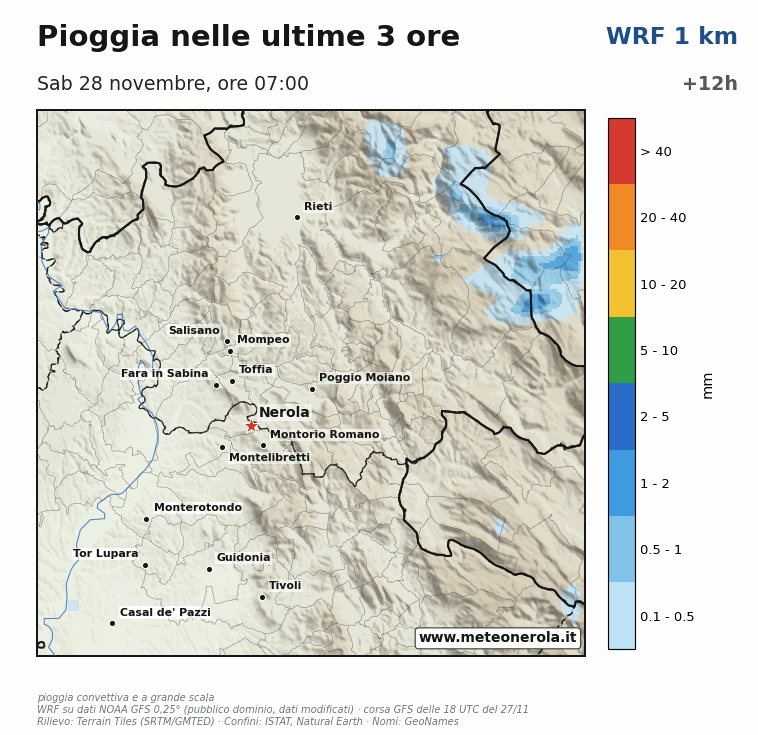 Pioggia nelle ultime 3 ore
WRF 1 km
Sab 28 novembre, ore 07:00
+12h
> 40
20 - 40
10 - 20
5 - 10
2 - 5
1 - 2
0.5 - 1
0.1 - 0.5
mm
Rieti
Salisano
Mompeo
Fara in Sabina
Toffia
Poggio Moiano
Nerola
Montorio Romano
Montelibretti
Monterotondo
Tor Lupara
Guidonia
Tivoli
Casal de' Pazzi
www.meteonerola.it
pioggia convettiva e a grande scala
WRF su dati NOAA GFS 0,25° (pubblico dominio, dati modificati) · corsa GFS delle 18 UTC del 27/11
Rilievo: Terrain Tiles (SRTM/GMTED) · Confini: ISTAT, Natural Earth · Nomi: GeoNames